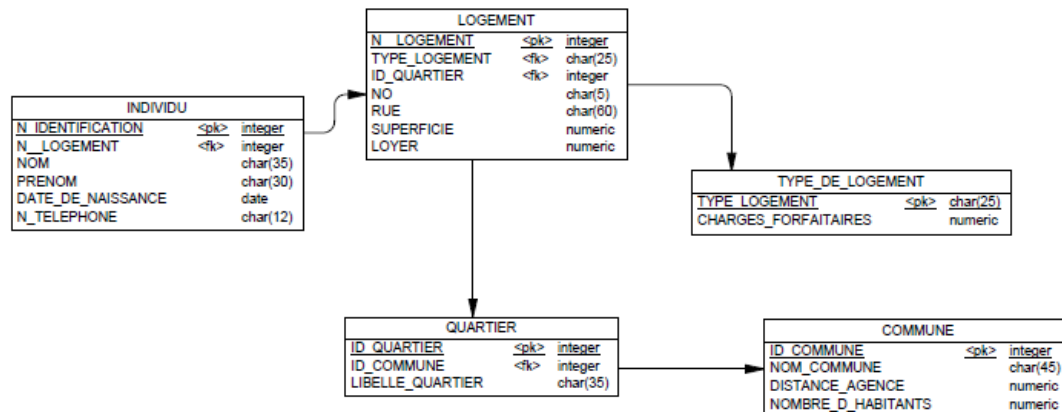 LOGEMENT
N__LOGEMENT <pk> integer
TYPE_LOGEMENT <fk> char(25)
ID_QUARTIER <fk> integer
NO char(5)
RUE char(60)
SUPERFICIE numeric
LOYER numeric
INDIVIDU
N_IDENTIFICATION <pk> integer
N__LOGEMENT <fk> integer
NOM char(35)
PRENOM char(30)
DATE_DE_NAISSANCE date
N_TELEPHONE char(12)
TYPE_DE_LOGEMENT
TYPE_LOGEMENT <pk> char(25)
CHARGES_FORFAITAIRES numeric
QUARTIER
ID_QUARTIER <pk> integer
ID_COMMUNE <fk> integer
LIBELLE_QUARTIER char(35)
COMMUNE
ID_COMMUNE <pk> integer
NOM_COMMUNE char(45)
DISTANCE_AGENCE numeric
NOMBRE_D_HABITANTS numeric